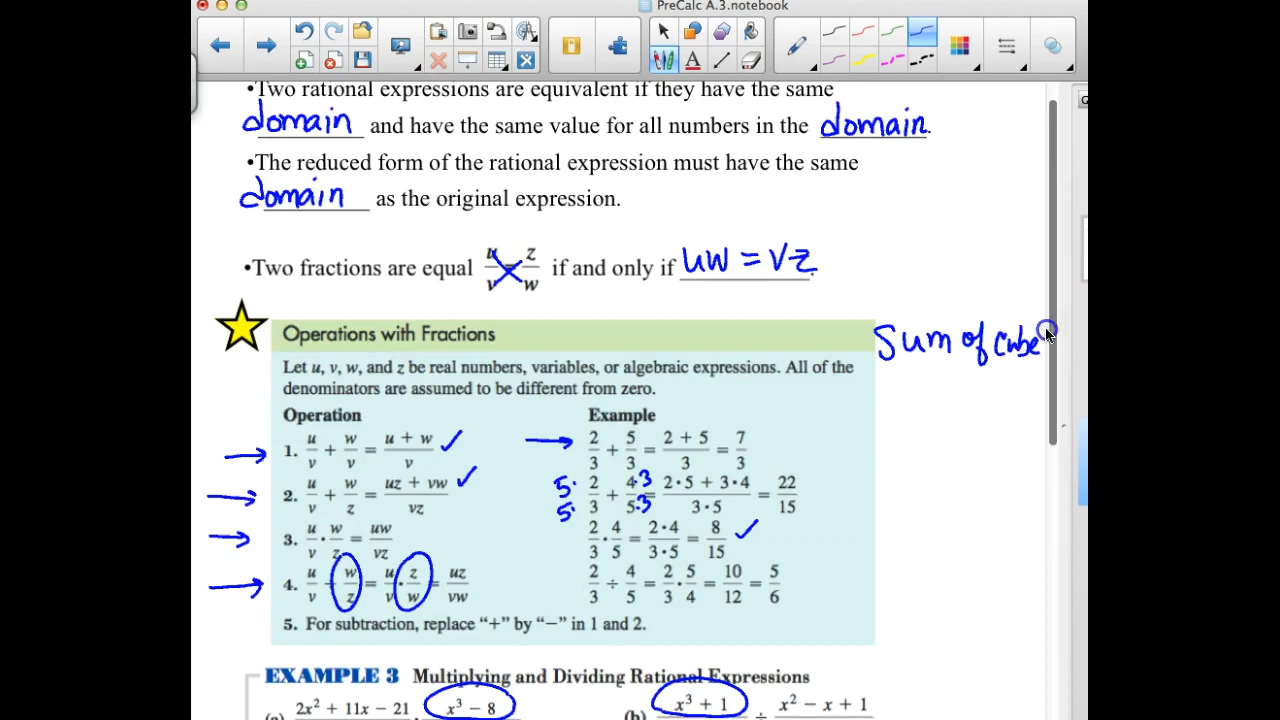 PreCalc A.3.notebook
•Two rational expressions are equivalent if they have the same
domain and have the same value for all numbers in the domain.
•The reduced form of the rational expression must have the same
domain as the original expression.
•Two fractions are equal u/v = z/w if and only if uw = vz.
Operations with Fractions
Sum of cube
Let u, v, w, and z be real numbers, variables, or algebraic expressions. All of the
denominators are assumed to be different from zero.
Operation Example
1. u/v + w/v = (u + w)/v ✓ 2/3 + 5/3 = (2 + 5)/3 = 7/3
2. u/v + w/z = (uz + vw)/vz ✓ 5· 2/5· 3 + 4·3/5·3 = (2 • 5 + 3 • 4)/(3 • 5) = 22/15
3. u/v · w/z = uw/vz 2/3 · 4/5 = (2 • 4)/(3 • 5) = 8/15 ✓
4. u/v ÷ w/z = u/v · z/w = uz/vw 2/3 ÷ 4/5 = 2/3 · 5/4 = 10/12 = 5/6
5. For subtraction, replace “+” by “−” in 1 and 2.
EXAMPLE 3 Multiplying and Dividing Rational Expressions
(a) 2x² + 11x − 21 · x³ − 8 (b) x³ + 1 ÷ x² − x + 1